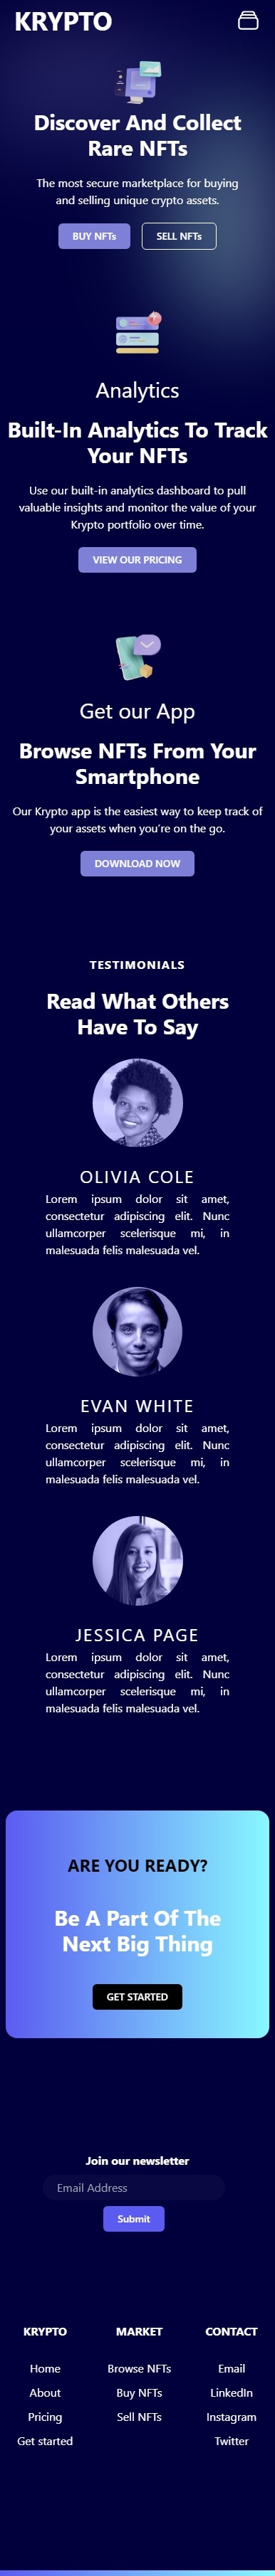 KRYPTO
Discover And Collect
Rare NFTs
The most secure marketplace for buying
and selling unique crypto assets.
BUY NFTs SELL NFTs
Analytics
Built-In Analytics To Track
Your NFTs
Use our built-in analytics dashboard to pull
valuable insights and monitor the value of your
Krypto portfolio over time.
VIEW OUR PRICING
Get our App
Browse NFTs From Your
Smartphone
Our Krypto app is the easiest way to keep track of
your assets when you're on the go.
DOWNLOAD NOW
TESTIMONIALS
Read What Others
Have To Say
OLIVIA COLE
Lorem ipsum dolor sit amet,
consectetur adipiscing elit. Nunc
ullamcorper scelerisque mi, in
malesuada felis malesuada vel.
EVAN WHITE
Lorem ipsum dolor sit amet,
consectetur adipiscing elit. Nunc
ullamcorper scelerisque mi, in
malesuada felis malesuada vel.
JESSICA PAGE
Lorem ipsum dolor sit amet,
consectetur adipiscing elit. Nunc
ullamcorper scelerisque mi, in
malesuada felis malesuada vel.
ARE YOU READY?
Be A Part Of The
Next Big Thing
GET STARTED
Join our newsletter
Email Address
Submit
KRYPTO MARKET CONTACT
Home Browse NFTs Email
About Buy NFTs LinkedIn
Pricing Sell NFTs Instagram
Get started Twitter